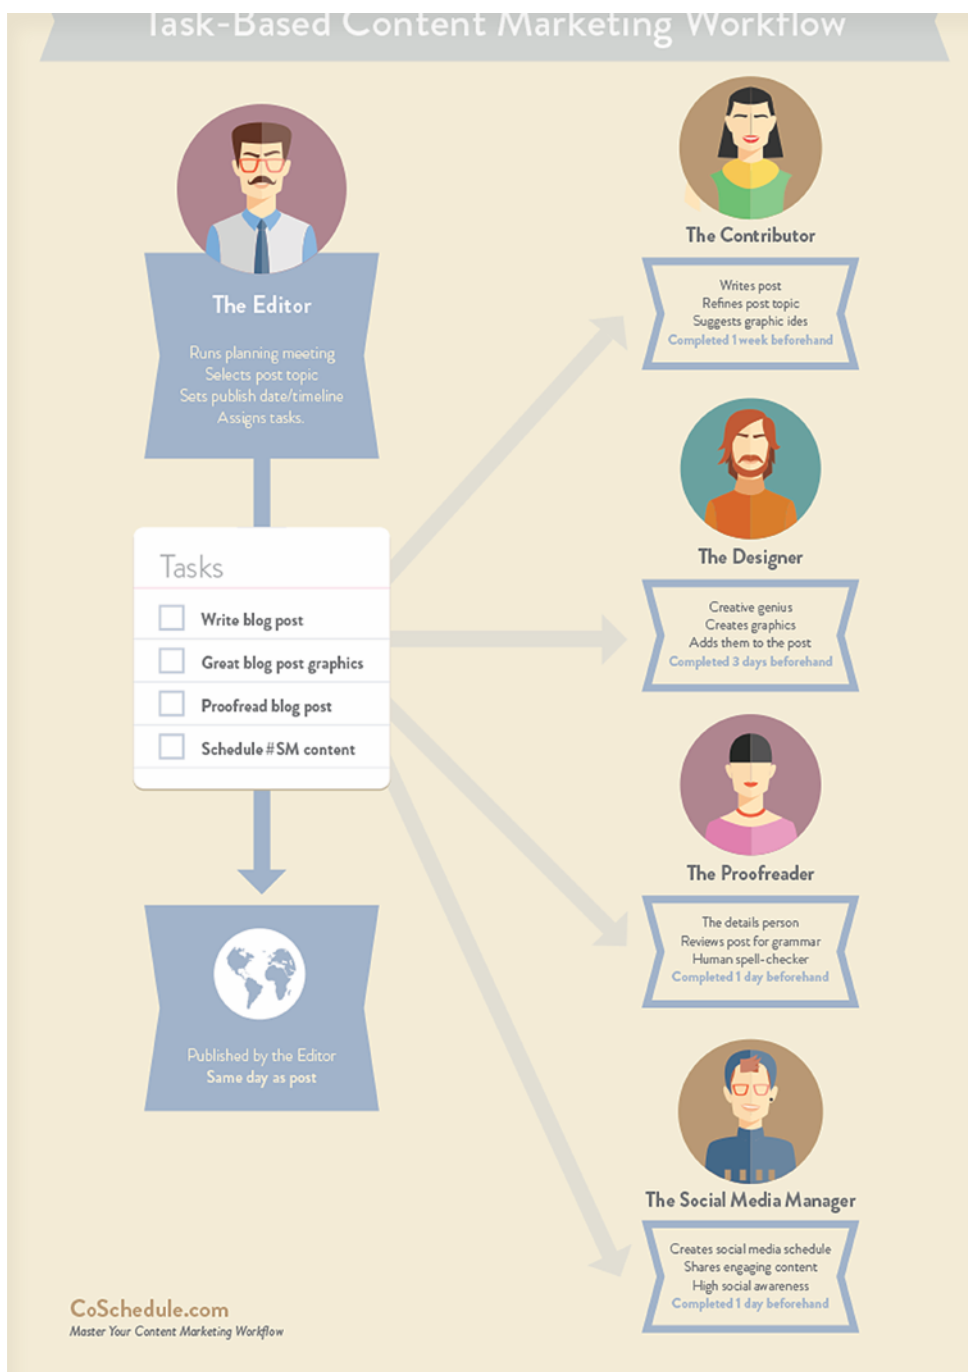 Task-Based Content Marketing Workflow
The Editor
Runs planning meeting
Selects post topic
Sets publish date/timeline
Assigns tasks.
Tasks
Write blog post
Great blog post graphics
Proofread blog post
Schedule #SM content
Published by the Editor
Same day as post
The Contributor
Writes post
Refines post topic
Suggests graphic ides
Completed 1 week beforehand
The Designer
Creative genius
Creates graphics
Adds them to the post
Completed 3 days beforehand
The Proofreader
The details person
Reviews post for grammar
Human spell-checker
Completed 1 day beforehand
The Social Media Manager
Creates social media schedule
Shares engaging content
High social awareness
Completed 1 day beforehand
CoSchedule.com
Master Your Content Marketing Workflow